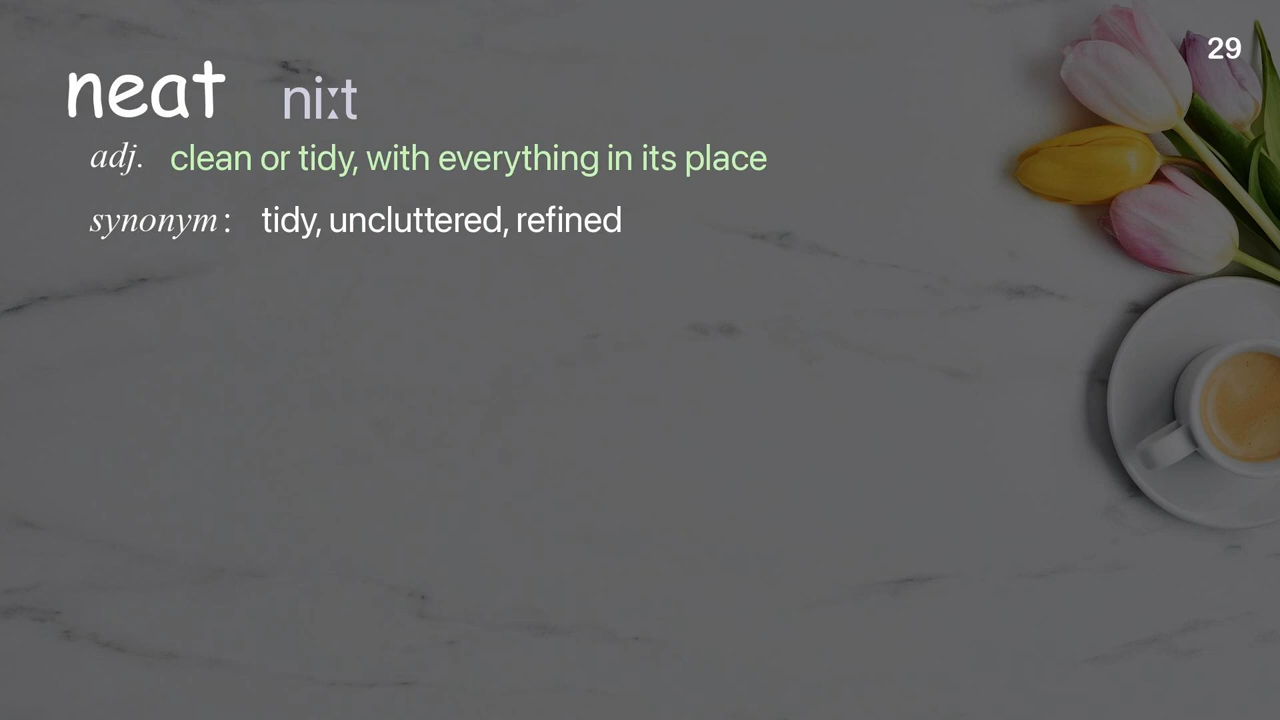 29
neat niːt
adj. clean or tidy, with everything in its place
synonym: tidy, uncluttered, refined